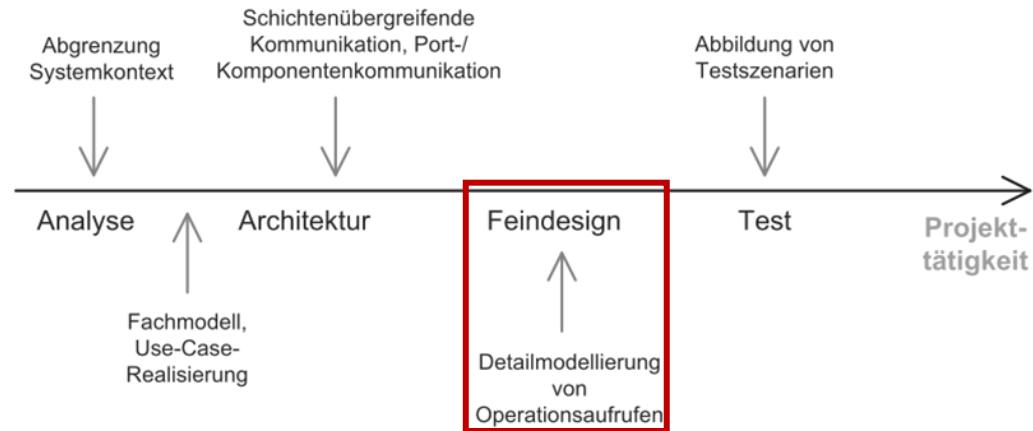 Abgrenzung
Systemkontext
Schichtenübergreifende
Kommunikation, Port-/
Komponentenkommunikation
Abbildung von
Testszenarien
Analyse
Architektur
Feindesign
Test
Projekt-
tätigkeit
Fachmodell,
Use-Case-
Realisierung
Detailmodellierung
von
Operationsaufrufen